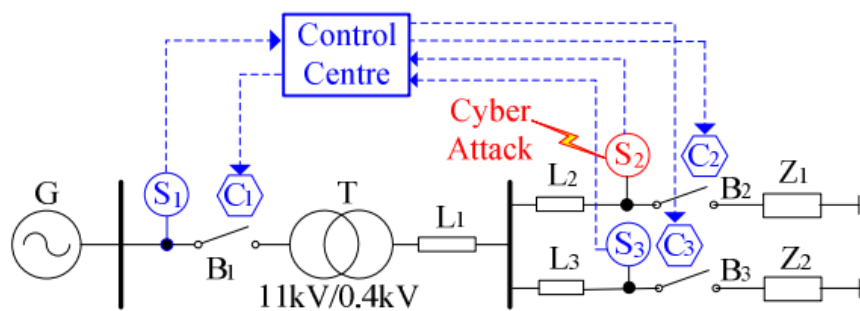 Control
Centre
Cyber
Attack
G
S1
C1
T
L1
L2
S2
C2
B2
Z1
B1
S3
C3
L3
B3
Z2
11kV/0.4kV